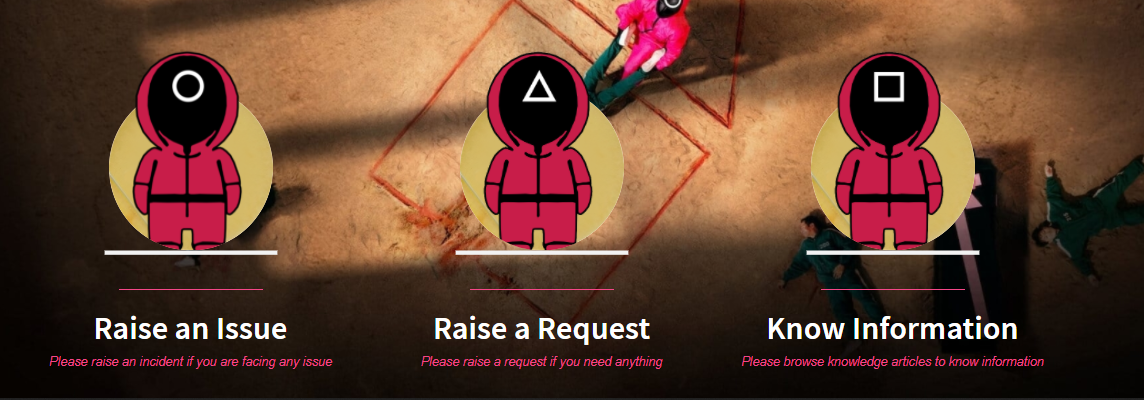 Raise an Issue
Please raise an incident if you are facing any issue
Raise a Request
Please raise a request if you need anything
Know Information
Please browse knowledge articles to know information